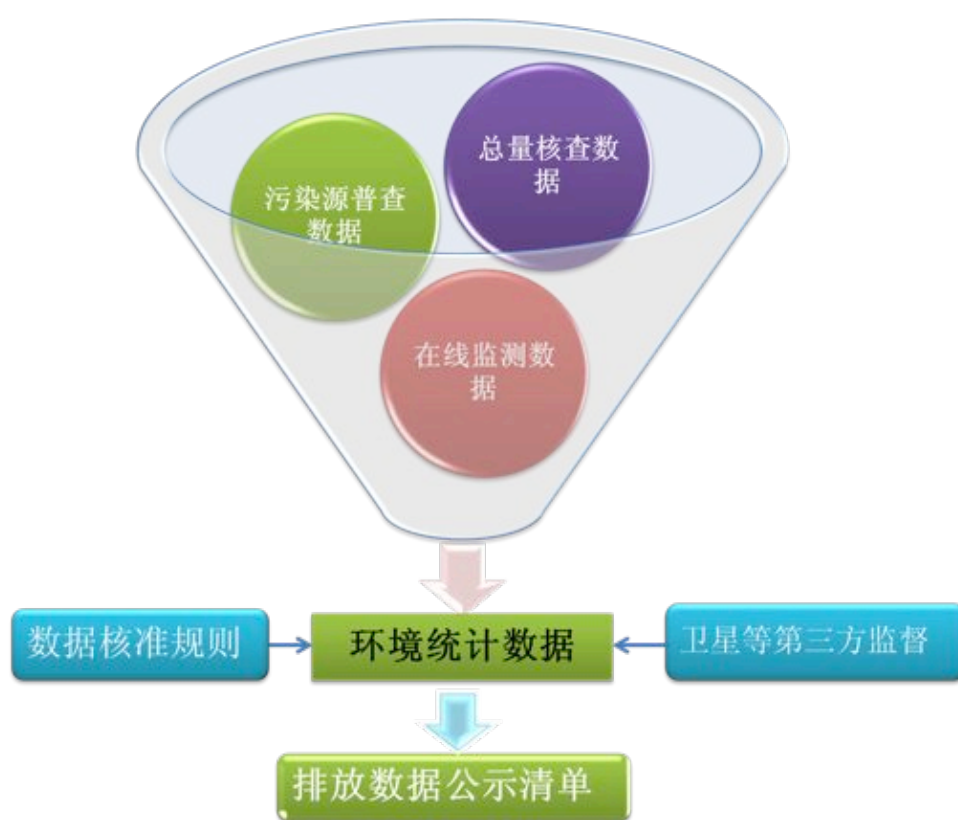 总量核查数
据
污染源普查
数据
在线监测数
据
数据核准规则
环境统计数据
卫星等第三方监督
排放数据公示清单